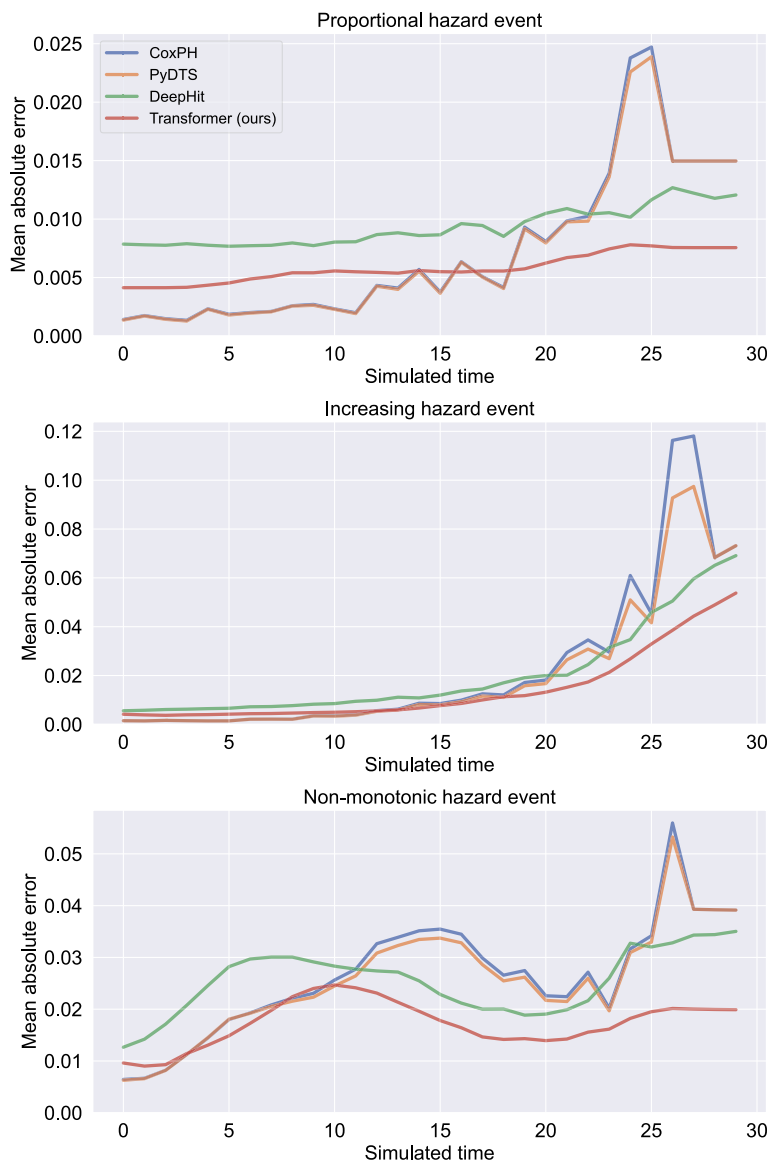 Proportional hazard event
0.025
0.020
0.015
0.010
0.005
0.000
Mean absolute error
CoxPH
PyDTS
DeepHit
Transformer (ours)
0 5 10 15 20 25 30
Simulated time
Increasing hazard event
0.12
0.10
0.08
0.06
0.04
0.02
0.00
Mean absolute error
0 5 10 15 20 25 30
Simulated time
Non-monotonic hazard event
0.05
0.04
0.03
0.02
0.01
0.00
Mean absolute error
0 5 10 15 20 25 30
Simulated time